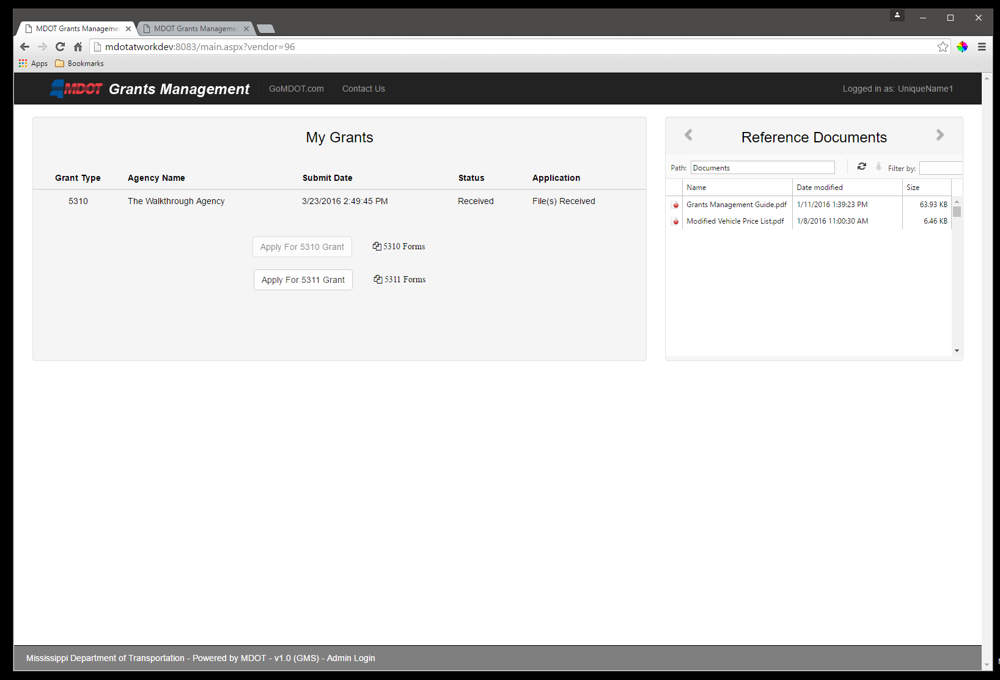 MDOT Grants Manageme
MDOT Grants Manageme
mdotatworkdev:8083/main.aspx?vendor=96
Apps Bookmarks
MDOT Grants Management GoMDOT.com Contact Us Logged in as: UniqueName1
My Grants
Grant Type Agency Name Submit Date Status Application
5310 The Walkthrough Agency 3/23/2016 2:49:45 PM Received File(s) Received
Apply For 5310 Grant 5310 Forms
Apply For 5311 Grant 5311 Forms
Reference Documents
Path: Documents Filter by:
Name Date modified Size
Grants Management Guide.pdf 1/11/2016 1:39:23 PM 63.93 KB
Modified Vehicle Price List.pdf 1/8/2016 11:00:30 AM 6.46 KB
Mississippi Department of Transportation - Powered by MDOT - v1.0 (GMS) - Admin Login